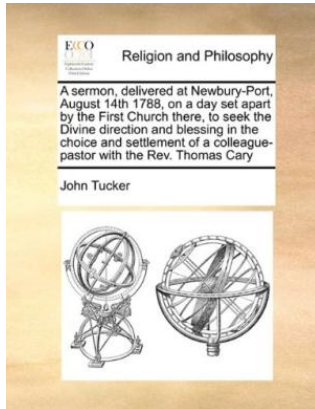 ECCO
Religion and Philosophy
A sermon, delivered at Newbury-Port,
August 14th 1788, on a day set apart
by the First Church there, to seek the
Divine direction and blessing in the
choice and settlement of a colleague-
pastor with the Rev. Thomas Cary
John Tucker